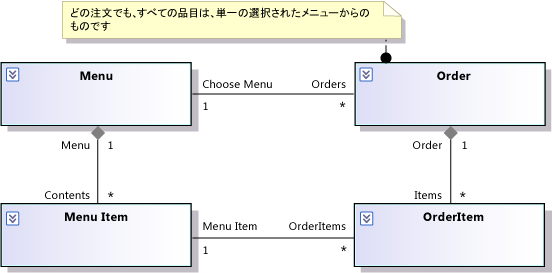 どの注文でも、すべての品目は、単一の選択されたメニューからの
ものです
Menu
Choose Menu
Orders
Order
1
*
Menu
1
Order
1
Contents
*
Items
*
Menu Item
Menu Item
OrderItems
OrderItem
1
*